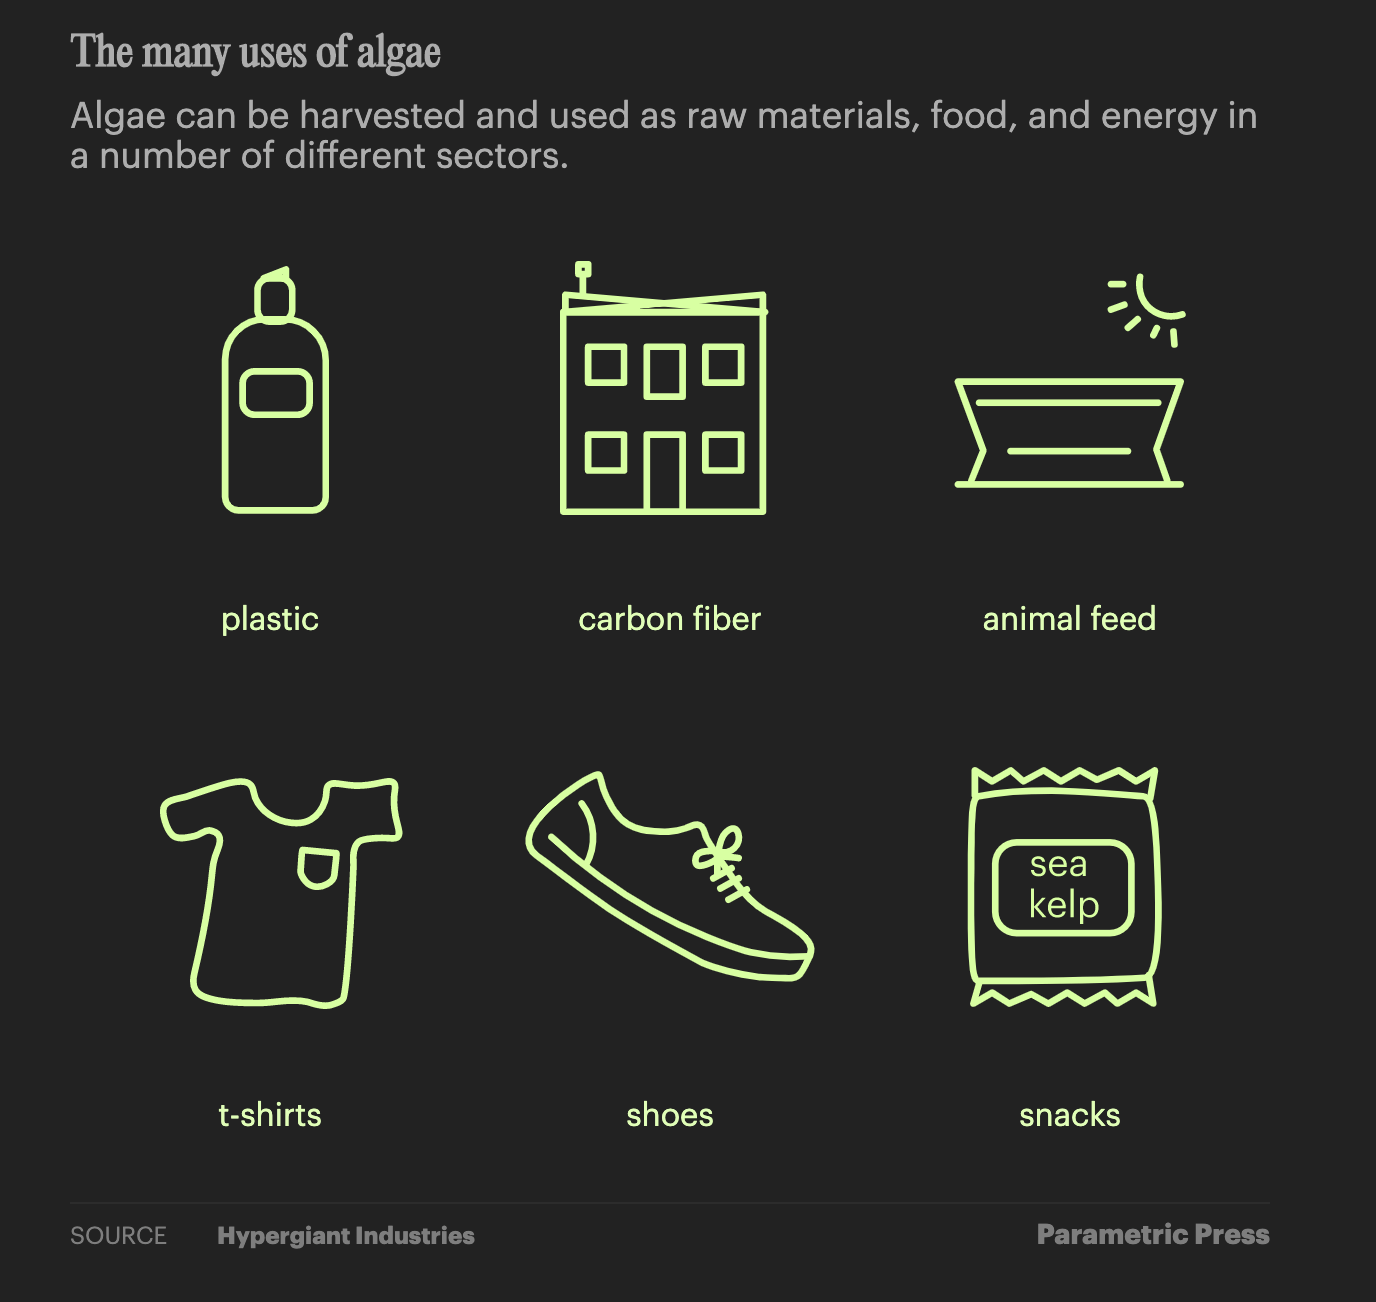 The many uses of algae
Algae can be harvested and used as raw materials, food, and energy in
a number of different sectors.
plastic
carbon fiber
animal feed
sea
kelp
t-shirts
shoes
snacks
SOURCE Hypergiant Industries
Parametric Press